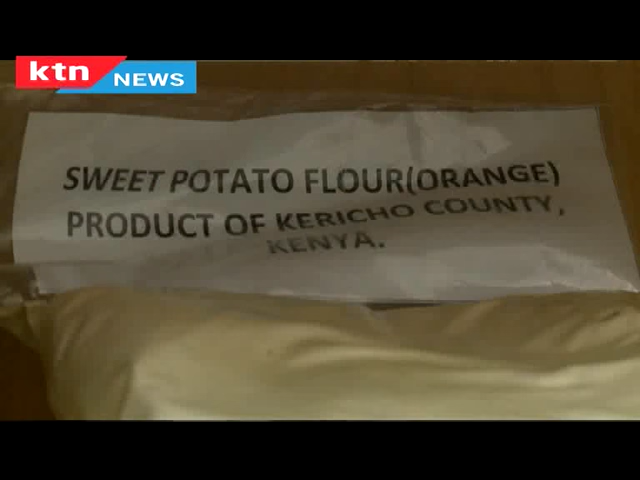 ktn NEWS
SWEET POTATO FLOUR(ORANGE)
PRODUCT OF KERICHO COUNTY,
KENYA.